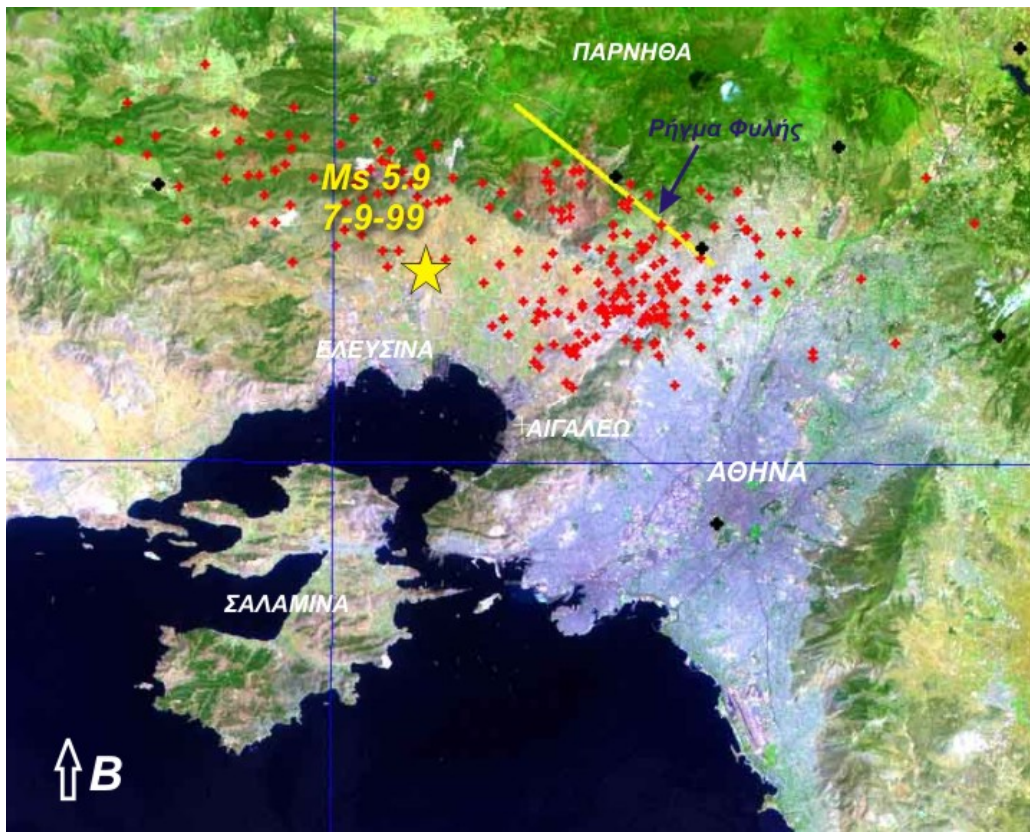 ΠΑΡΝΗΘΑ
Ρήγμα Φυλής
Ms 5.9
7-9-99
ΕΛΕΥΣΙΝΑ
ΑΙΓΑΛΕΩ
ΑΘΗΝΑ
ΣΑΛΑΜΙΝΑ
Β